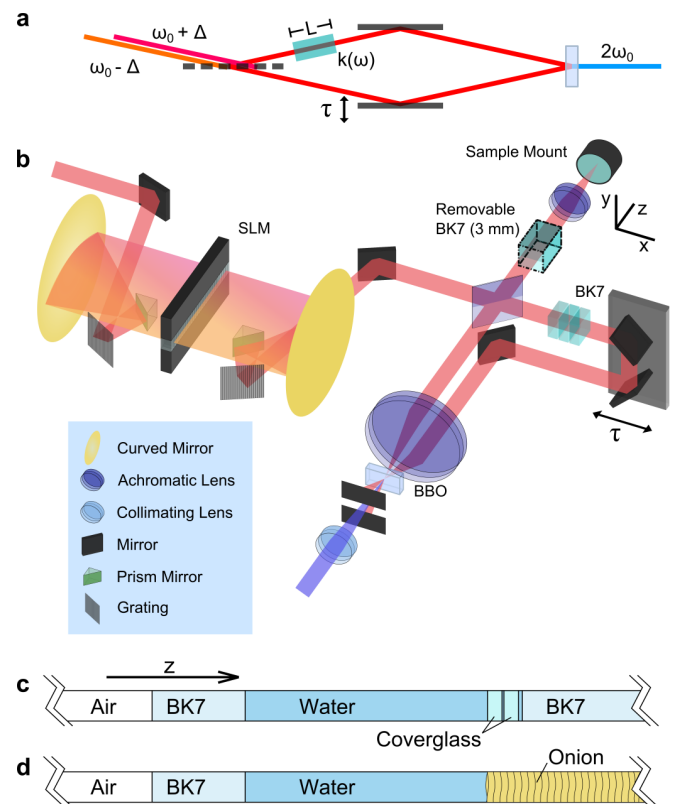 a
L
ω₀ + Δ
ω₀ - Δ
k(ω)
2ω₀
τ
b
Sample Mount
y
z
x
Removable
BK7 (3 mm)
SLM
BK7
τ
BBO
Curved Mirror
Achromatic Lens
Collimating Lens
Mirror
Prism Mirror
Grating
c
z
Air BK7 Water BK7
Coverglass
d
Onion
Air BK7 Water